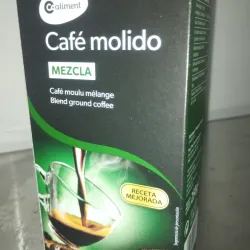 Coaliment
Café molido
MEZCLA
Café moulu mélange
Blend ground coffee
RECETA
MEJORADA